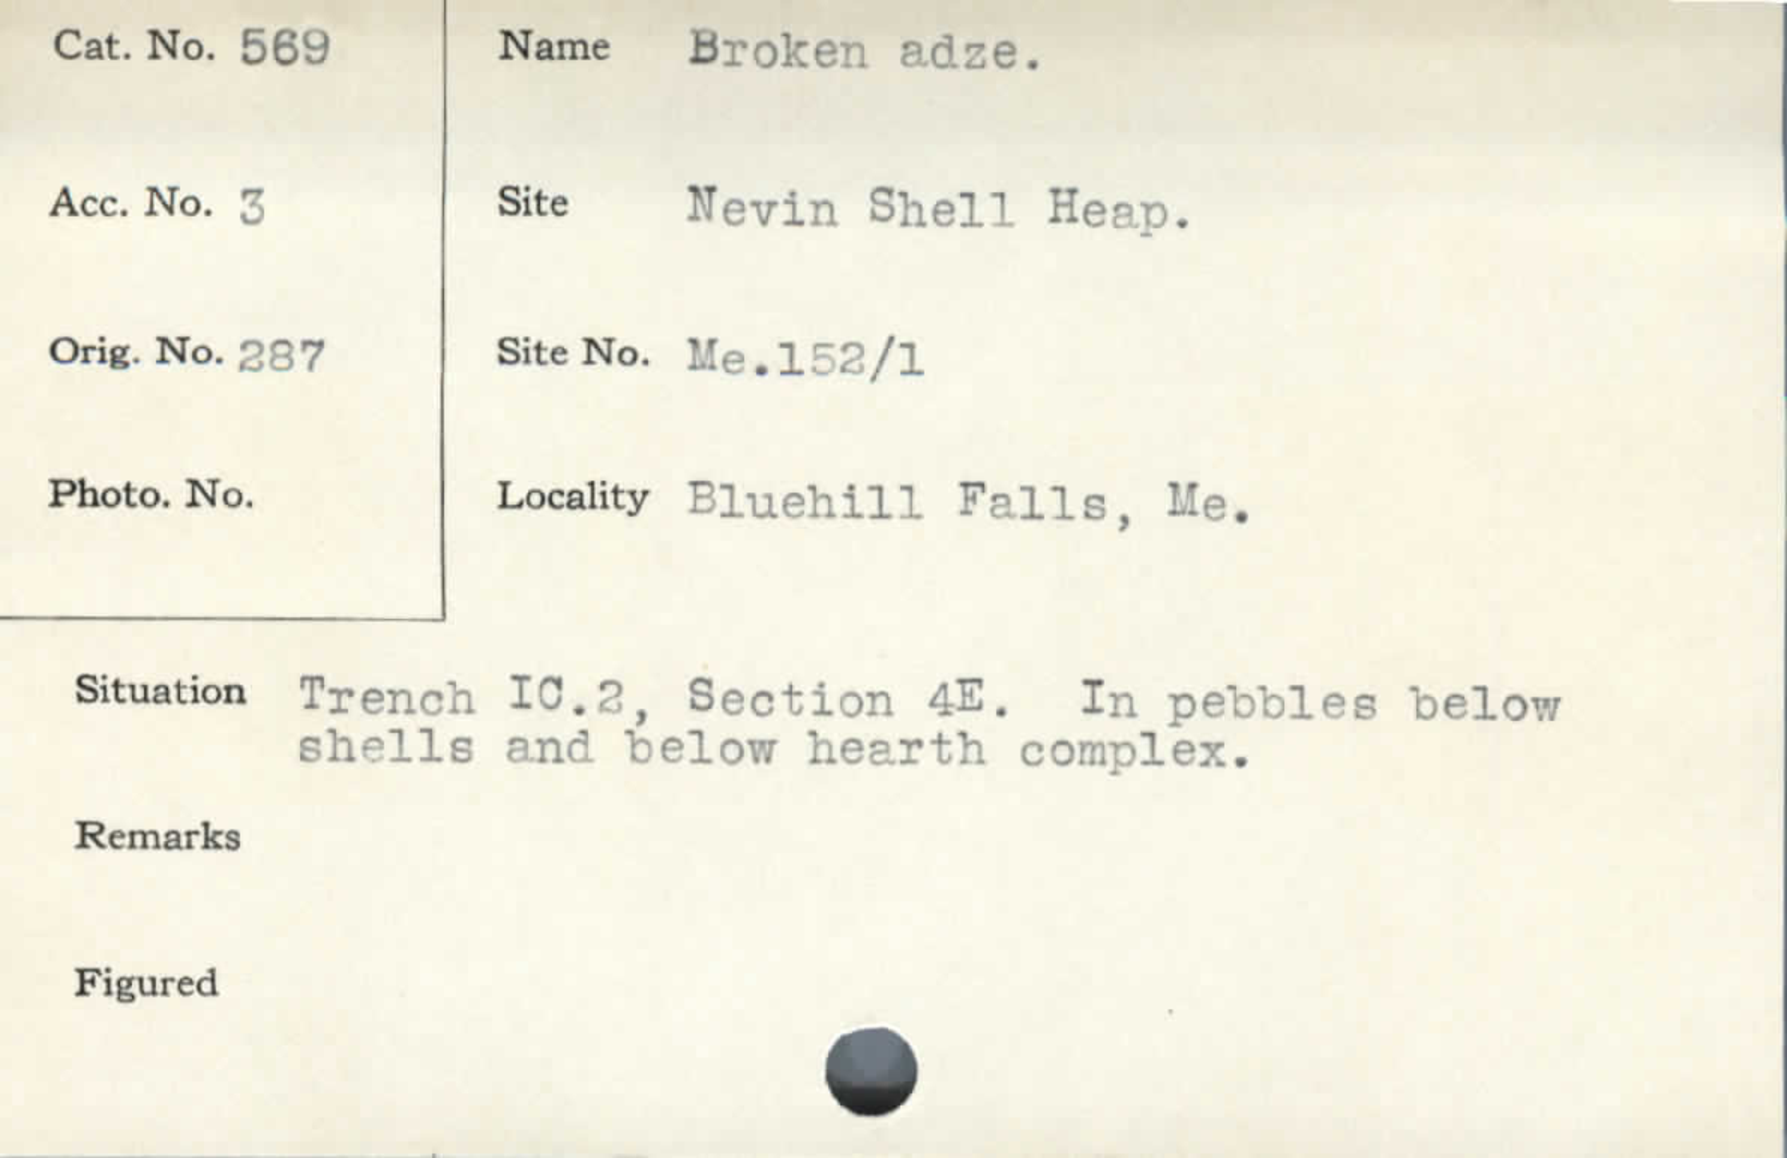 Cat. No. 569
Name Broken adze.
Acc. No. 3
Site Nevin Shell Heap.
Orig. No. 287
Site No. Me.152/1
Photo. No.
Locality Bluehill Falls, Me.
Situation Trench IC.2, Section 4E. In pebbles below
shells and below hearth complex.
Remarks
Figured